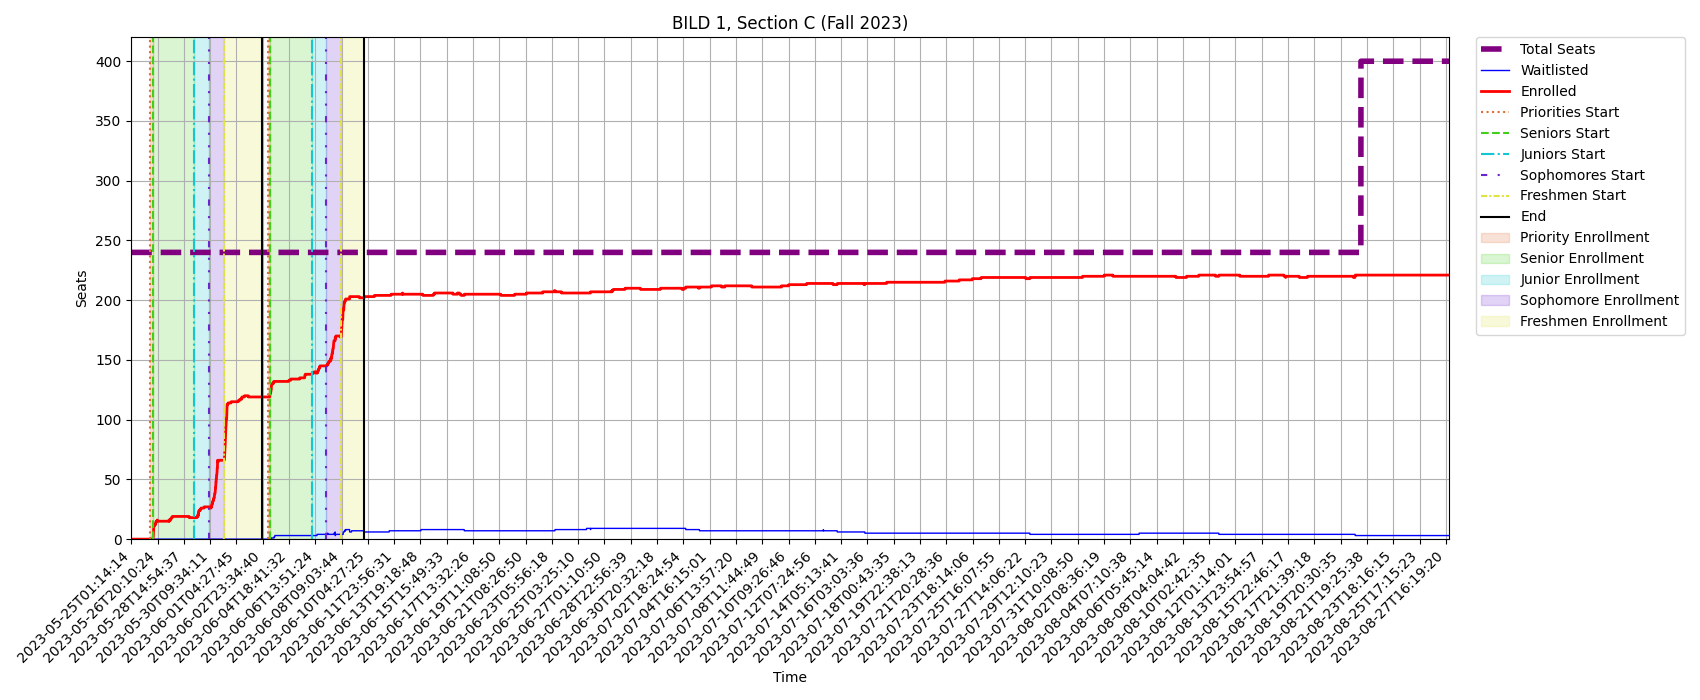 BILD 1, Section C (Fall 2023)
400
350
300
250
200
150
100
50
0
Seats
2023-05-25T01:14:14
2023-05-26T20:10:24
2023-05-28T14:54:37
2023-05-30T09:34:11
2023-06-01T04:27:45
2023-06-02T23:34:40
2023-06-04T18:41:32
2023-06-06T13:51:24
2023-06-08T09:03:44
2023-06-10T04:27:25
2023-06-11T23:56:31
2023-06-13T19:18:48
2023-06-15T15:49:33
2023-06-17T13:32:26
2023-06-19T11:08:50
2023-06-21T08:26:50
2023-06-23T05:56:18
2023-06-25T03:25:10
2023-06-27T01:10:50
2023-06-28T22:56:39
2023-06-30T20:32:18
2023-07-02T18:24:54
2023-07-04T16:15:01
2023-07-06T13:57:20
2023-07-08T11:44:49
2023-07-10T09:26:46
2023-07-12T07:24:56
2023-07-14T05:13:41
2023-07-16T03:03:36
2023-07-18T00:43:35
2023-07-19T22:38:13
2023-07-21T20:28:36
2023-07-23T18:14:06
2023-07-25T16:07:55
2023-07-27T14:06:22
2023-07-29T12:10:23
2023-07-31T10:08:50
2023-08-02T08:36:19
2023-08-04T07:10:38
2023-08-06T05:45:14
2023-08-08T04:04:42
2023-08-10T02:42:35
2023-08-12T01:14:01
2023-08-13T23:54:57
2023-08-15T22:46:17
2023-08-17T21:39:18
2023-08-19T20:30:35
2023-08-21T19:25:38
2023-08-23T18:16:15
2023-08-25T17:15:23
2023-08-27T16:19:20
Time
Total Seats
Waitlisted
Enrolled
Priorities Start
Seniors Start
Juniors Start
Sophomores Start
Freshmen Start
End
Priority Enrollment
Senior Enrollment
Junior Enrollment
Sophomore Enrollment
Freshmen Enrollment